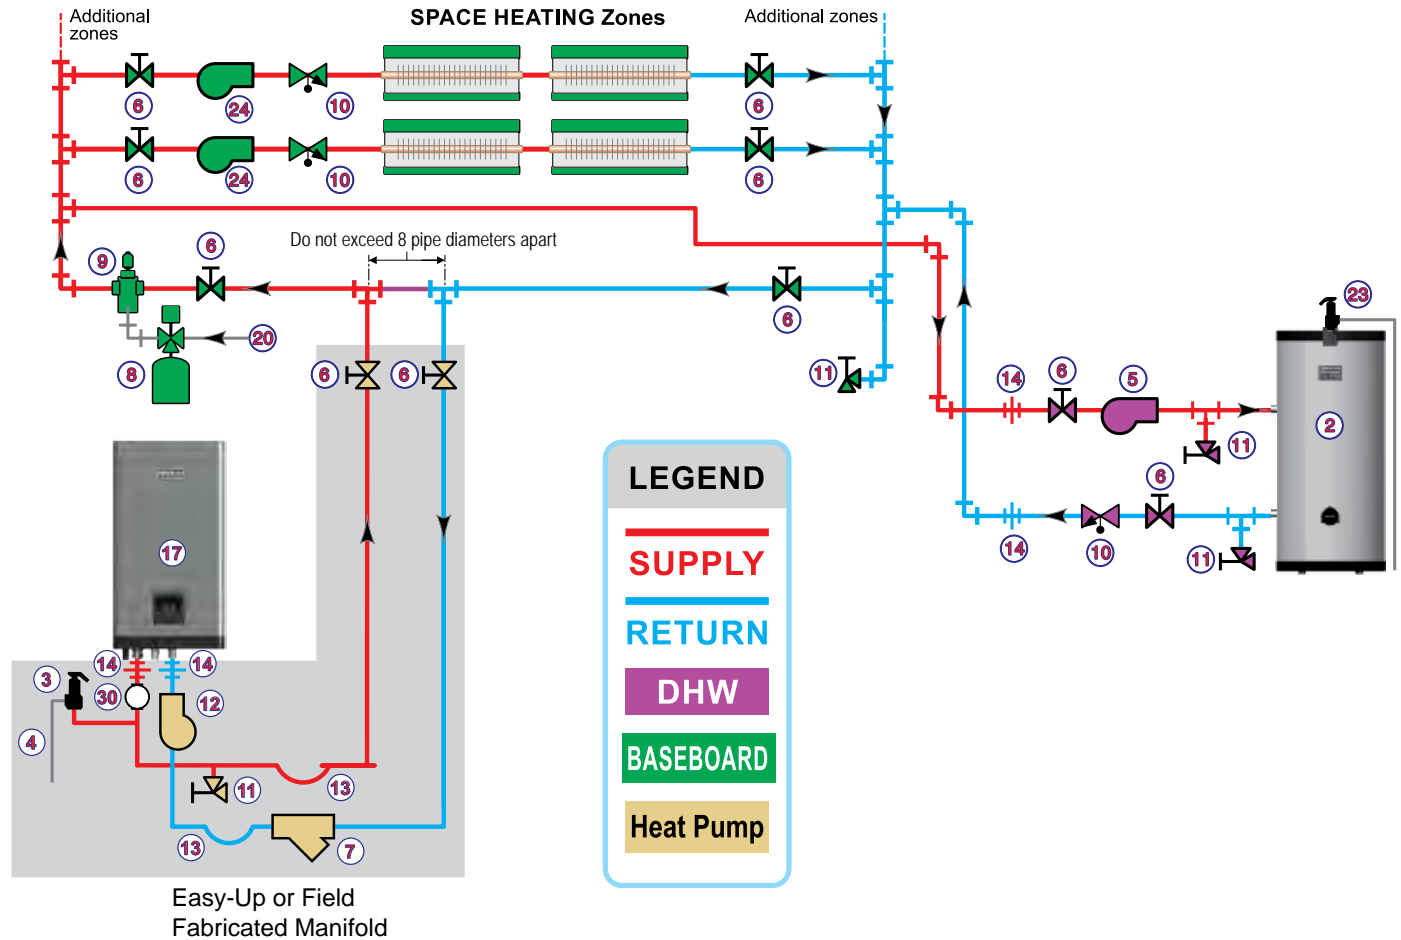 Additional
zones
SPACE HEATING Zones
Additional zones
6
24
10
6
6
24
10
6
9
6
Do not exceed 8 pipe diameters apart
6
20
8
6
6
11
23
14
6
5
2
11
6
14
10
11
17
14
14
3
30
12
4
11
13
13
7
LEGEND
SUPPLY
RETURN
DHW
BASEBOARD
Heat Pump
Easy-Up or Field
Fabricated Manifold